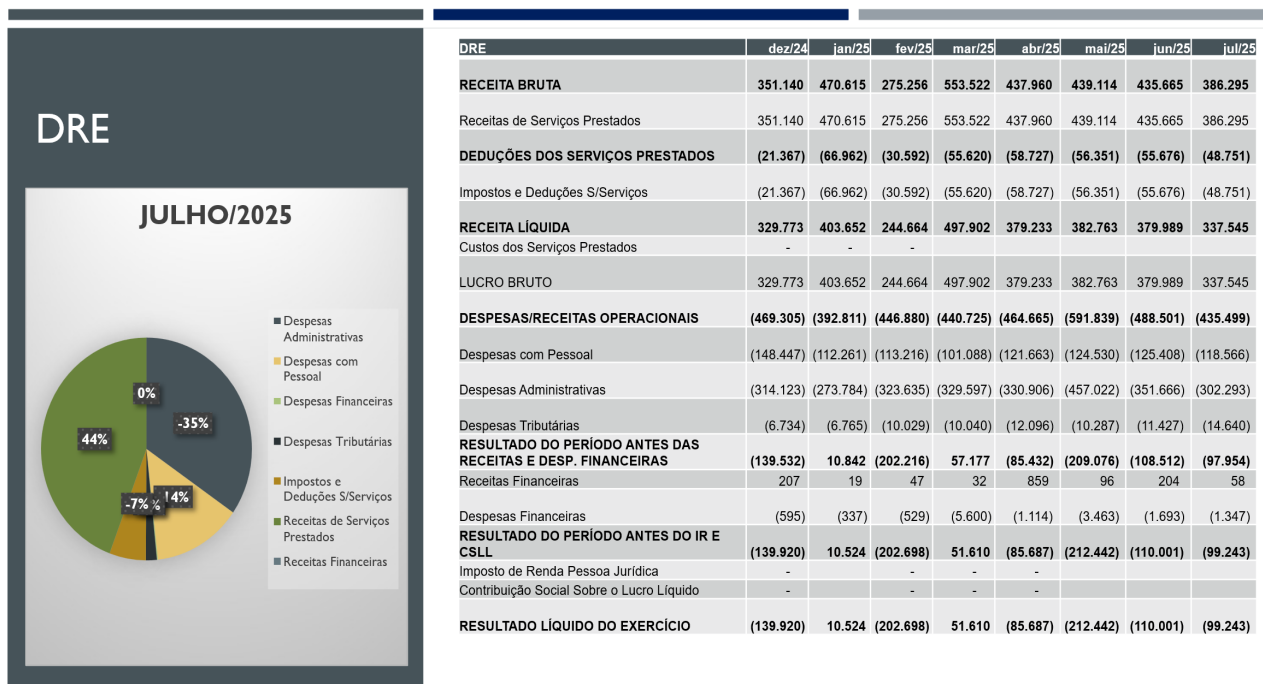 DRE
JULHO/2025
Despesas
Administrativas
Despesas com
Pessoal
Despesas Financeiras
Despesas Tributárias
Impostos e
Deduções S/Serviços
Receitas de Serviços
Prestados
Receitas Financeiras
0%
-35%
44%
-7%
%
14%
DRE dez/24 jan/25 fev/25 mar/25 abr/25 mai/25 jun/25 jul/25
RECEITA BRUTA 351.140 470.615 275.256 553.522 437.960 439.114 435.665 386.295
Receitas de Serviços Prestados 351.140 470.615 275.256 553.522 437.960 439.114 435.665 386.295
DEDUÇÕES DOS SERVIÇOS PRESTADOS (21.367) (66.962) (30.592) (55.620) (58.727) (56.351) (55.676) (48.751)
Impostos e Deduções S/Serviços (21.367) (66.962) (30.592) (55.620) (58.727) (56.351) (55.676) (48.751)
RECEITA LÍQUIDA 329.773 403.652 244.664 497.902 379.233 382.763 379.989 337.545
Custos dos Serviços Prestados - - -
LUCRO BRUTO 329.773 403.652 244.664 497.902 379.233 382.763 379.989 337.545
DESPESAS/RECEITAS OPERACIONAIS (469.305) (392.811) (446.880) (440.725) (464.665) (591.839) (488.501) (435.499)
Despesas com Pessoal (148.447) (112.261) (113.216) (101.088) (121.663) (124.530) (125.408) (118.566)
Despesas Administrativas (314.123) (273.784) (323.635) (329.597) (330.906) (457.022) (351.666) (302.293)
Despesas Tributárias (6.734) (6.765) (10.029) (10.040) (12.096) (10.287) (11.427) (14.640)
RESULTADO DO PERÍODO ANTES DAS
RECEITAS E DESP. FINANCEIRAS (139.532) 10.842 (202.216) 57.177 (85.432) (209.076) (108.512) (97.954)
Receitas Financeiras 207 19 47 32 859 96 204 58
Despesas Financeiras (595) (337) (529) (5.600) (1.114) (3.463) (1.693) (1.347)
RESULTADO DO PERÍODO ANTES DO IR E
CSLL (139.920) 10.524 (202.698) 51.610 (85.687) (212.442) (110.001) (99.243)
Imposto de Renda Pessoa Jurídica - - - - -
Contribuição Social Sobre o Lucro Líquido - - - - -
RESULTADO LÍQUIDO DO EXERCÍCIO (139.920) 10.524 (202.698) 51.610 (85.687) (212.442) (110.001) (99.243)